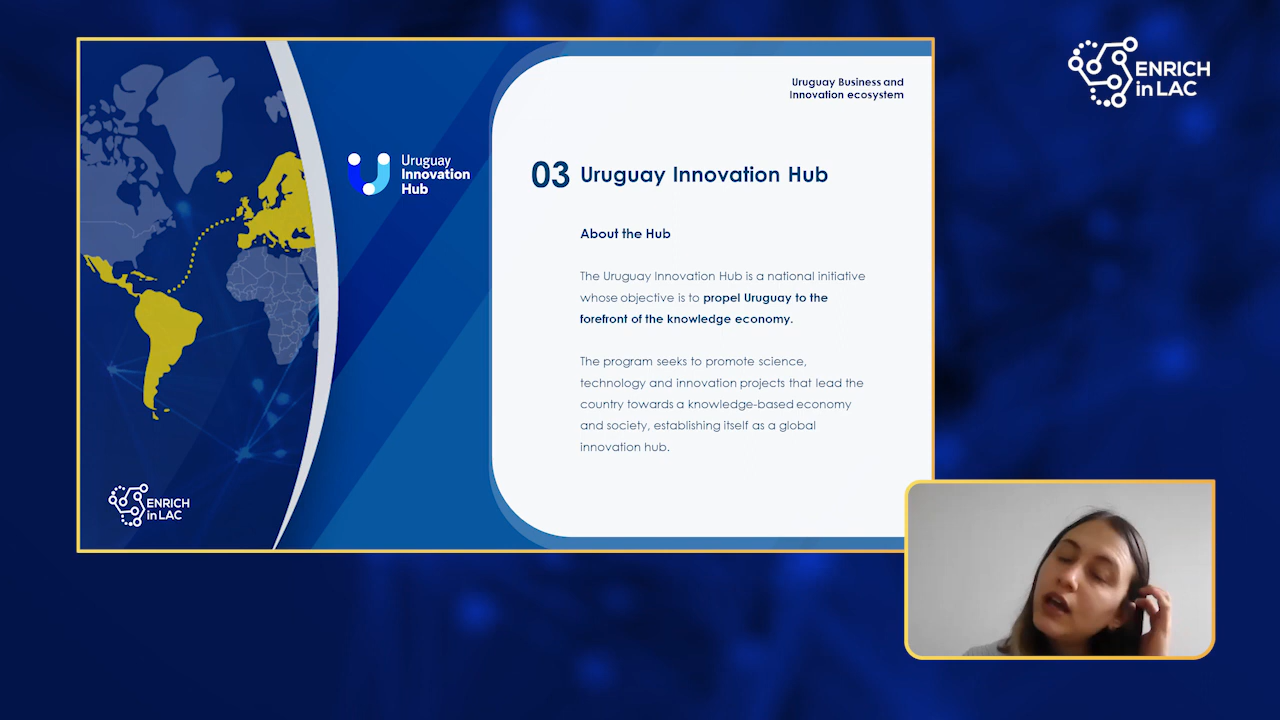 ENRICH
in LAC
Uruguay Business and
Innovation ecosystem
Uruguay
Innovation
Hub
03 Uruguay Innovation Hub
About the Hub
The Uruguay Innovation Hub is a national initiative
whose objective is to propel Uruguay to the
forefront of the knowledge economy.
The program seeks to promote science,
technology and innovation projects that lead the
country towards a knowledge-based economy
and society, establishing itself as a global
innovation hub.
ENRICH
in LAC